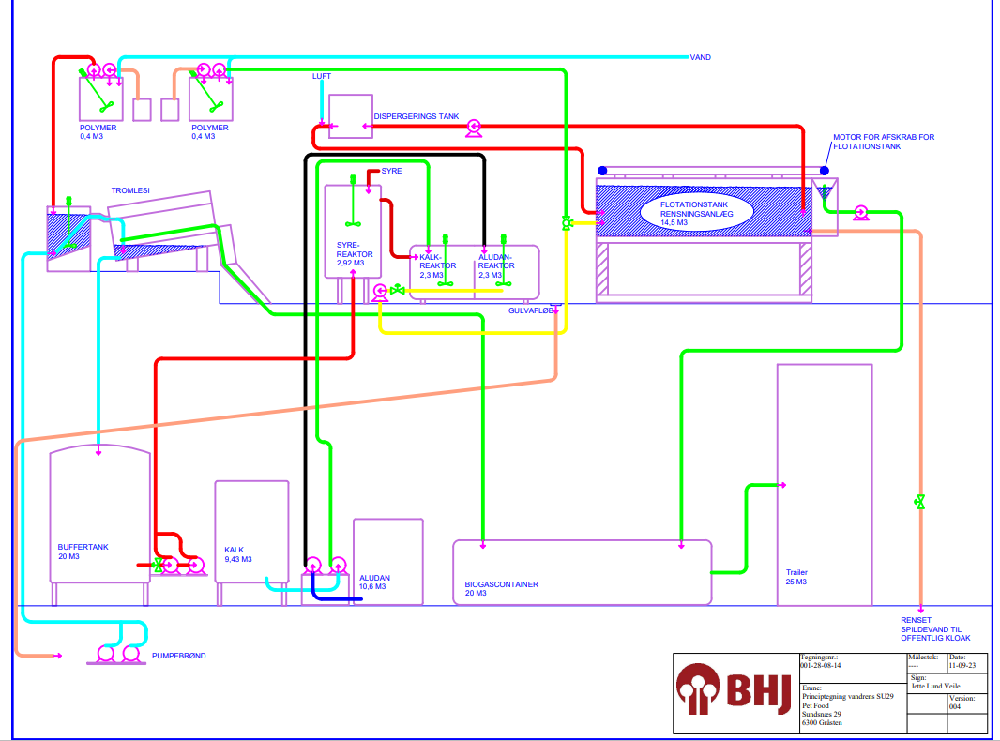 VAND
LUFT
DISPERGERINGS TANK
POLYMER
0,4 M3
POLYMER
0,4 M3
MOTOR FOR AFSKRAB FOR
FLOTATIONSTANK
TROMLESI
SYRE
FLOTATIONSTANK
RENSNINGSANLÆG
14,5 M3
SYRE-
REAKTOR
2,92 M3
KALK-
REAKTOR
2,3 M3
ALUDAN-
REAKTOR
2,3 M3
GULVAFLØB
BUFFERTANK
20 M3
KALK
9,43 M3
ALUDAN
10,6 M3
BIOGASCONTAINER
20 M3
Trailer
25 M3
RENSET
SPILDEVAND TIL
OFFENTLIG KLOAK
PUMPEBRØND
BHJ
Tegningsnr.:
001-28-08-14
Målestok:
----
Dato:
11-09-23
Sign:
Jette Lund Veile
Emne:
Principtegning vandrens SU29
Pet Food
Sundsnæs 29
6300 Gråsten
Version:
004